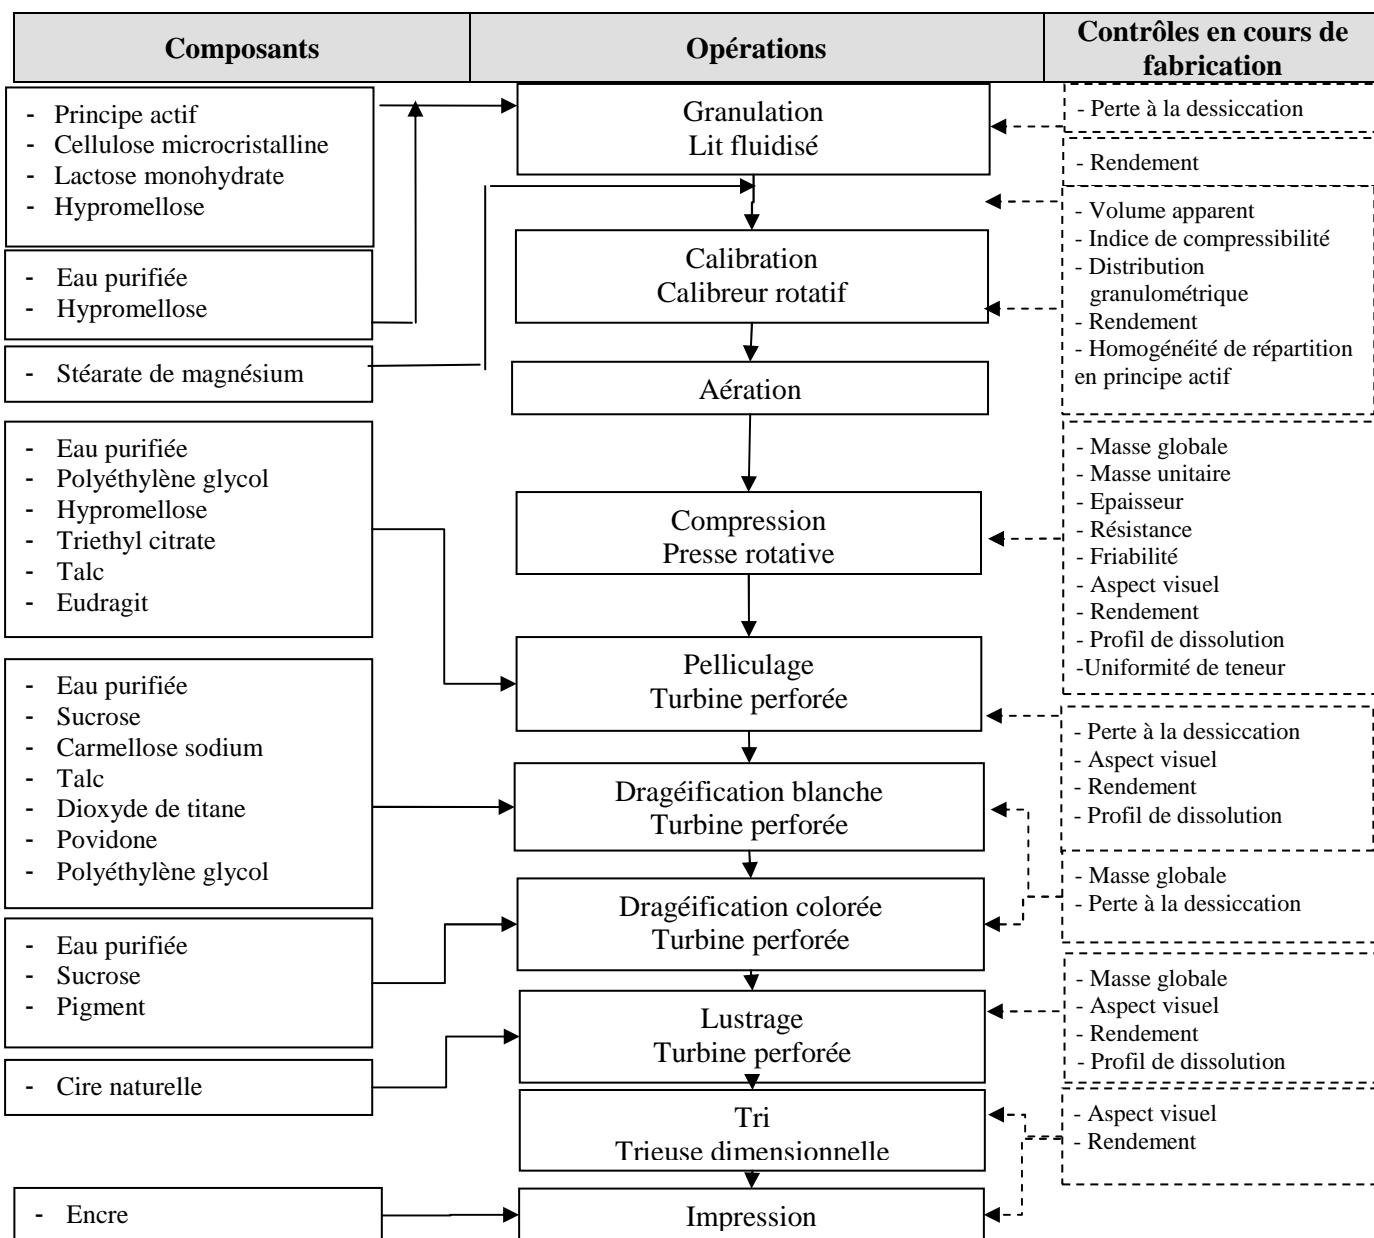 Composants
Opérations
Contrôles en cours de
fabrication
- Principe actif
- Cellulose microcristalline
- Lactose monohydrate
- Hypromellose
- Eau purifiée
- Hypromellose
- Stéarate de magnésium
- Eau purifiée
- Polyéthylène glycol
- Hypromellose
- Triethyl citrate
- Talc
- Eudragit
- Eau purifiée
- Sucrose
- Carmellose sodium
- Talc
- Dioxyde de titane
- Povidone
- Polyéthylène glycol
- Eau purifiée
- Sucrose
- Pigment
- Cire naturelle
- Encre
Granulation
Lit fluidisé
Calibration
Calibreur rotatif
Aération
Compression
Presse rotative
Pelliculage
Turbine perforée
Dragéification blanche
Turbine perforée
Dragéification colorée
Turbine perforée
Lustrage
Turbine perforée
Tri
Trieuse dimensionnelle
Impression
- Perte à la dessiccation
- Rendement
- Volume apparent
- Indice de compressibilité
- Distribution
granulométrique
- Rendement
- Homogénéité de répartition
en principe actif
- Masse globale
- Masse unitaire
- Epaisseur
- Résistance
- Friabilité
- Aspect visuel
- Rendement
- Profil de dissolution
-Uniformité de teneur
- Perte à la dessiccation
- Aspect visuel
- Rendement
- Profil de dissolution
- Masse globale
- Perte à la dessiccation
- Masse globale
- Aspect visuel
- Rendement
- Profil de dissolution
- Aspect visuel
- Rendement